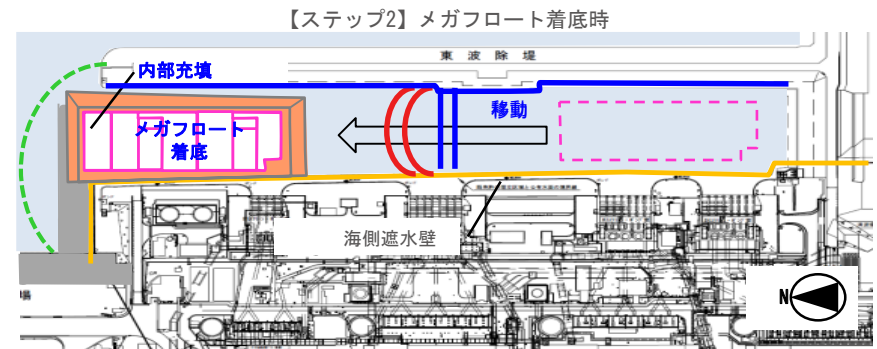 【ステップ2】メガフロート着底時
東 波 除 堤
内部充填
移動
メガフロート
着底
海側遮水壁
場
N